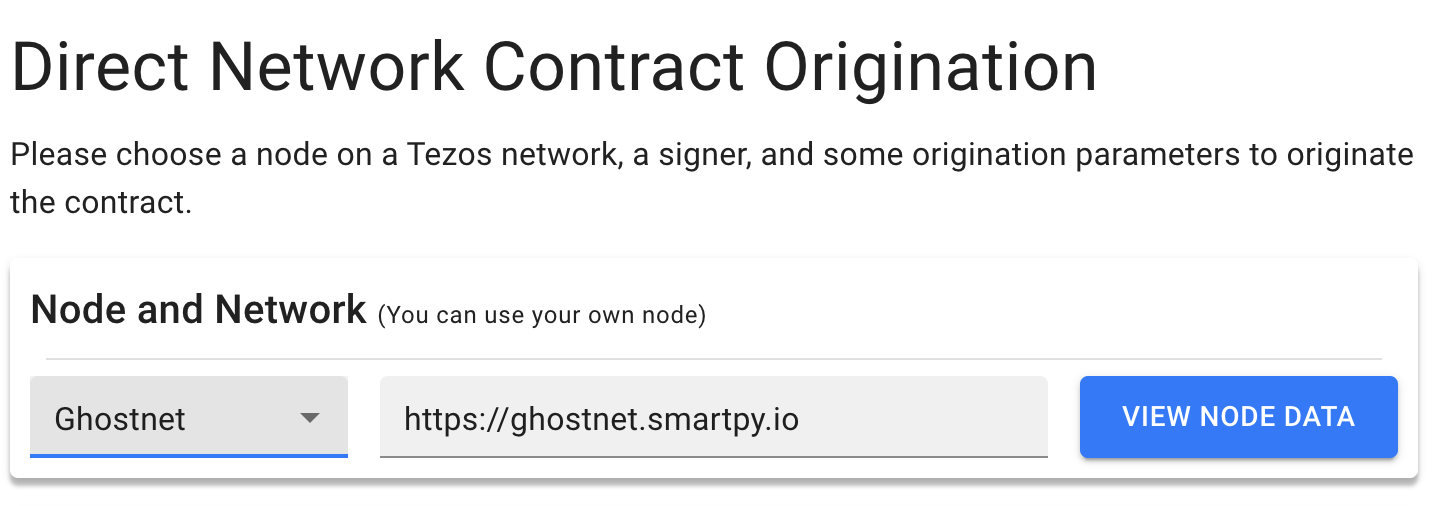 Direct Network Contract Origination
Please choose a node on a Tezos network, a signer, and some origination parameters to originate
the contract.
Node and Network (You can use your own node)
Ghostnet https://ghostnet.smartpy.io VIEW NODE DATA